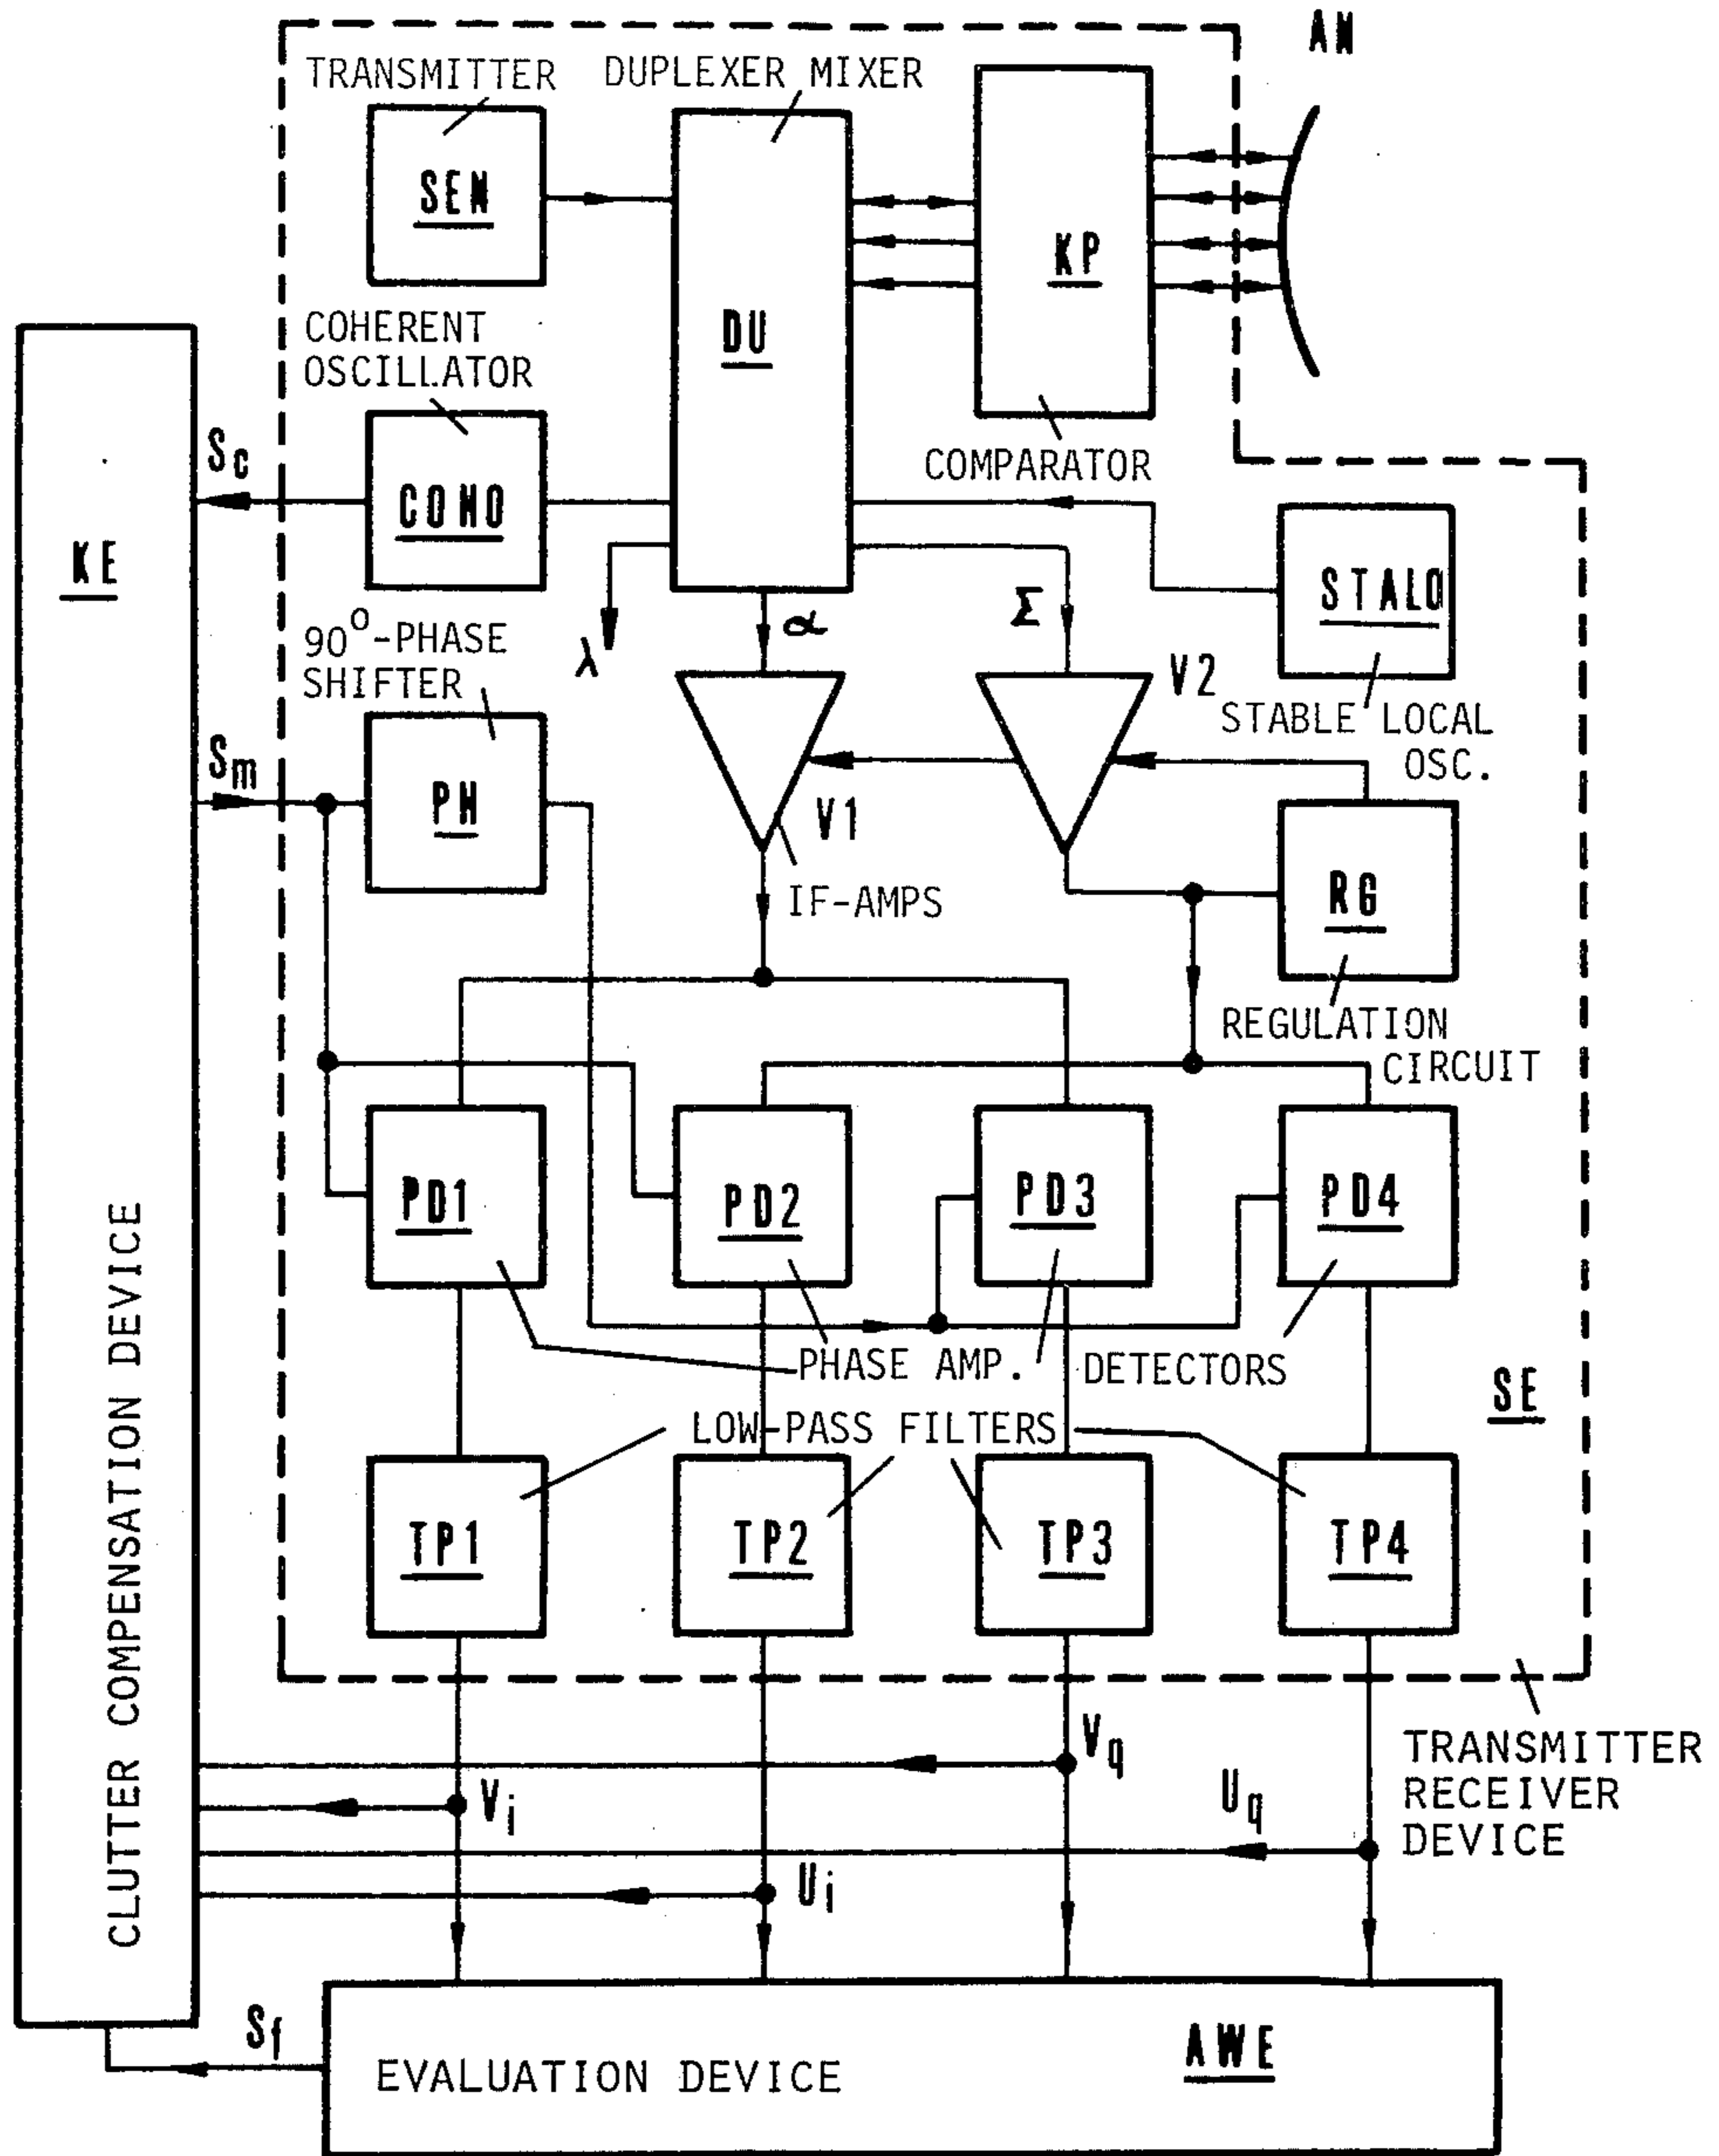 AN
TRANSMITTER
DUPLEXER MIXER
SEN
KP
DU
COHERENT
OSCILLATOR
COMPARATOR
Sc
COHO
KE
STALO
α
Σ
λ
90°-PHASE
SHIFTER
V2
STABLE LOCAL
OSC.
Sm
PH
V1
IF-AMPS
RG
REGULATION
CIRCUIT
PD1
PD2
PD3
PD4
PHASE AMP. DETECTORS
SE
LOW-PASS FILTERS
TP1
TP2
TP3
TP4
CLUTTER COMPENSATION DEVICE
Vq
TRANSMITTER
RECEIVER
DEVICE
Vi
Uq
Ui
Sf
AWE
EVALUATION DEVICE